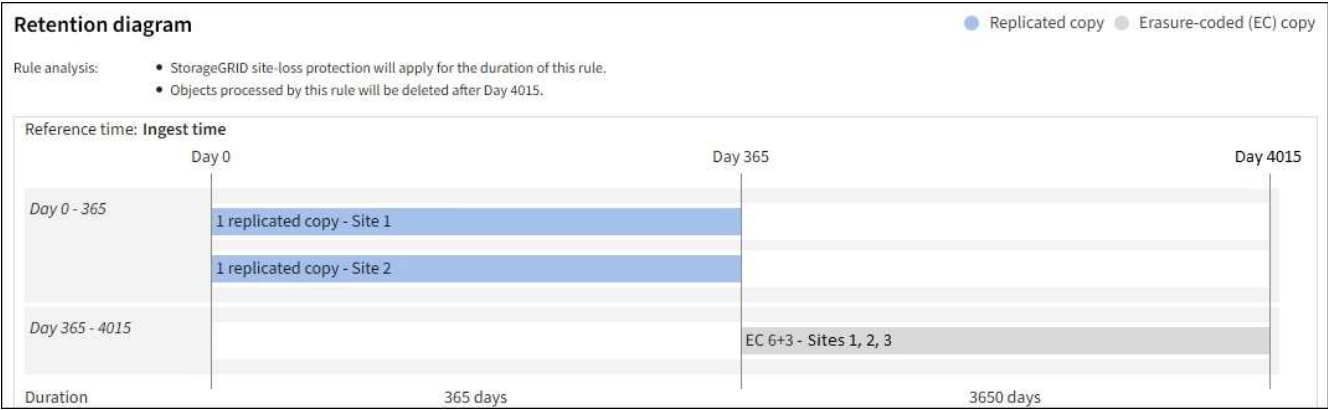 Retention diagram
Replicated copy Erasure-coded (EC) copy
Rule analysis:
• StorageGRID site-loss protection will apply for the duration of this rule.
• Objects processed by this rule will be deleted after Day 4015.
Reference time: Ingest time
Day 0 Day 365 Day 4015
Day 0 - 365
1 replicated copy - Site 1
1 replicated copy - Site 2
Day 365 - 4015
EC 6+3 - Sites 1, 2, 3
Duration 365 days 3650 days